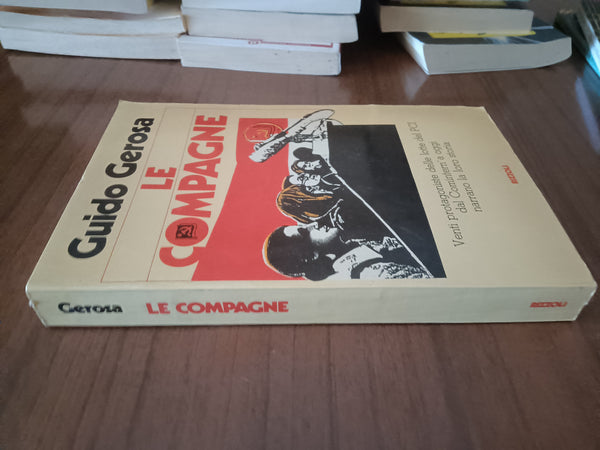 Guido Gerosa
LE
COMPAGNE
Venti protagoniste delle lotte del PCI
dal Comintern a oggi
narrano la loro storia
RIZZOLI
Gerosa LE COMPAGNE RIZZOLI